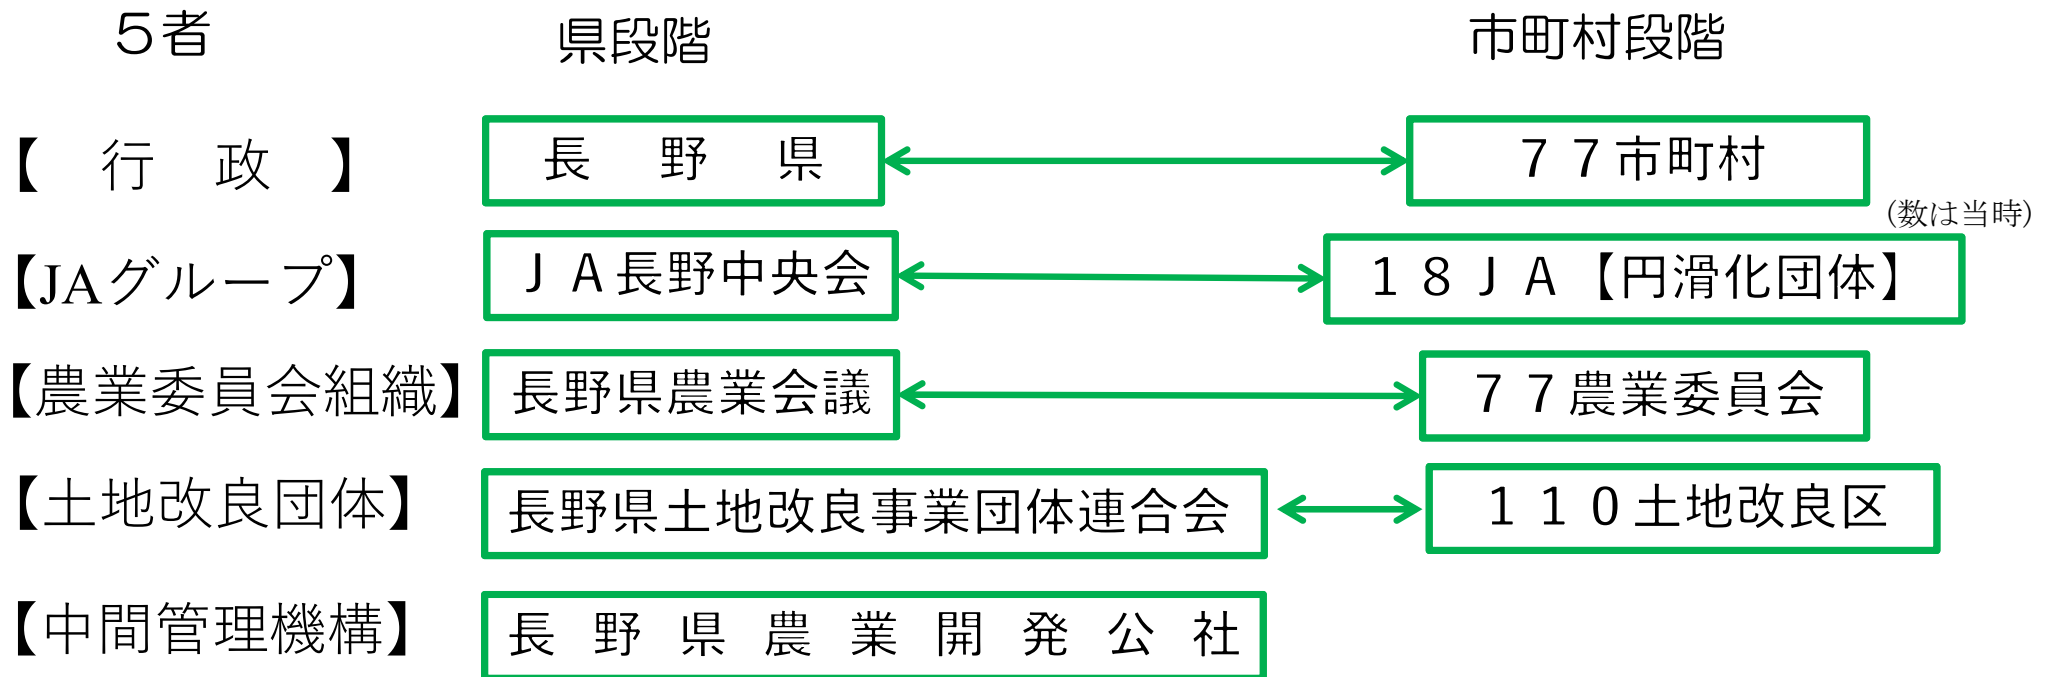 ５者 県段階 市町村段階
【　行　政　】 長　野　県 ７７市町村
(数は当時)
【JAグループ】 ＪＡ長野中央会 １８ＪＡ【円滑化団体】
【農業委員会組織】 長野県農業会議 ７７農業委員会
【土地改良団体】 長野県土地改良事業団体連合会 １１０土地改良区
【中間管理機構】 長野県農業開発公社